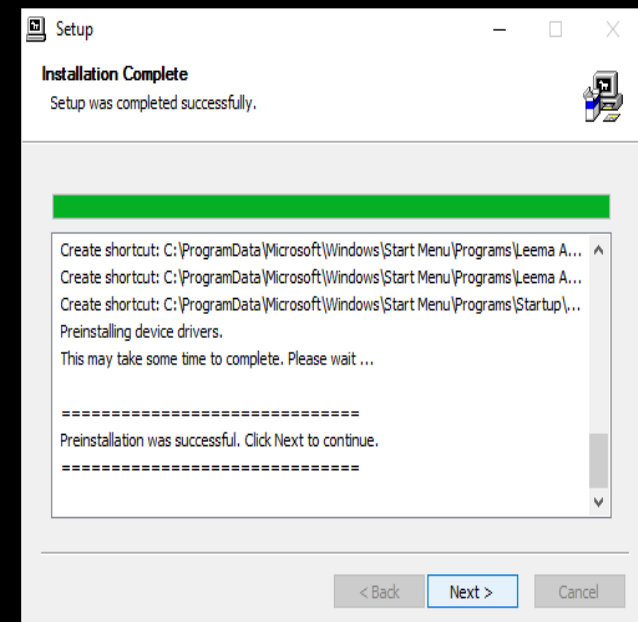 Setup
Installation Complete
Setup was completed successfully.
Create shortcut: C:\ProgramData\Microsoft\Windows\Start Menu\Programs\Leema A...
Create shortcut: C:\ProgramData\Microsoft\Windows\Start Menu\Programs\Leema A...
Create shortcut: C:\ProgramData\Microsoft\Windows\Start Menu\Programs\Startup\...
Preinstalling device drivers.
This may take some time to complete. Please wait ...
==============================
Preinstallation was successful. Click Next to continue.
==============================
< Back Next > Cancel